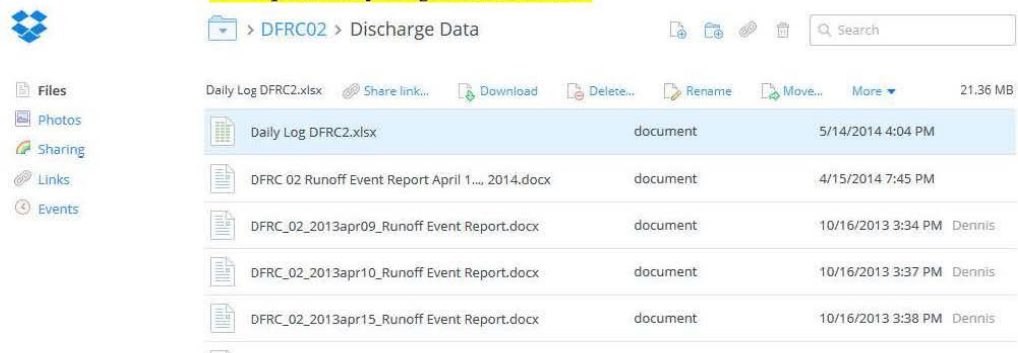 > DFRC02 > Discharge Data
Search
Files
Photos
Sharing
Links
Events
Daily Log DFRC2.xlsx Share link... Download Delete... Rename Move... More 21.36 MB
Daily Log DFRC2.xlsx document 5/14/2014 4:04 PM
DFRC 02 Runoff Event Report April 1..., 2014.docx document 4/15/2014 7:45 PM
DFRC_02_2013apr09_Runoff Event Report.docx document 10/16/2013 3:34 PM Dennis
DFRC_02_2013apr10_Runoff Event Report.docx document 10/16/2013 3:37 PM Dennis
DFRC_02_2013apr15_Runoff Event Report.docx document 10/16/2013 3:38 PM Dennis